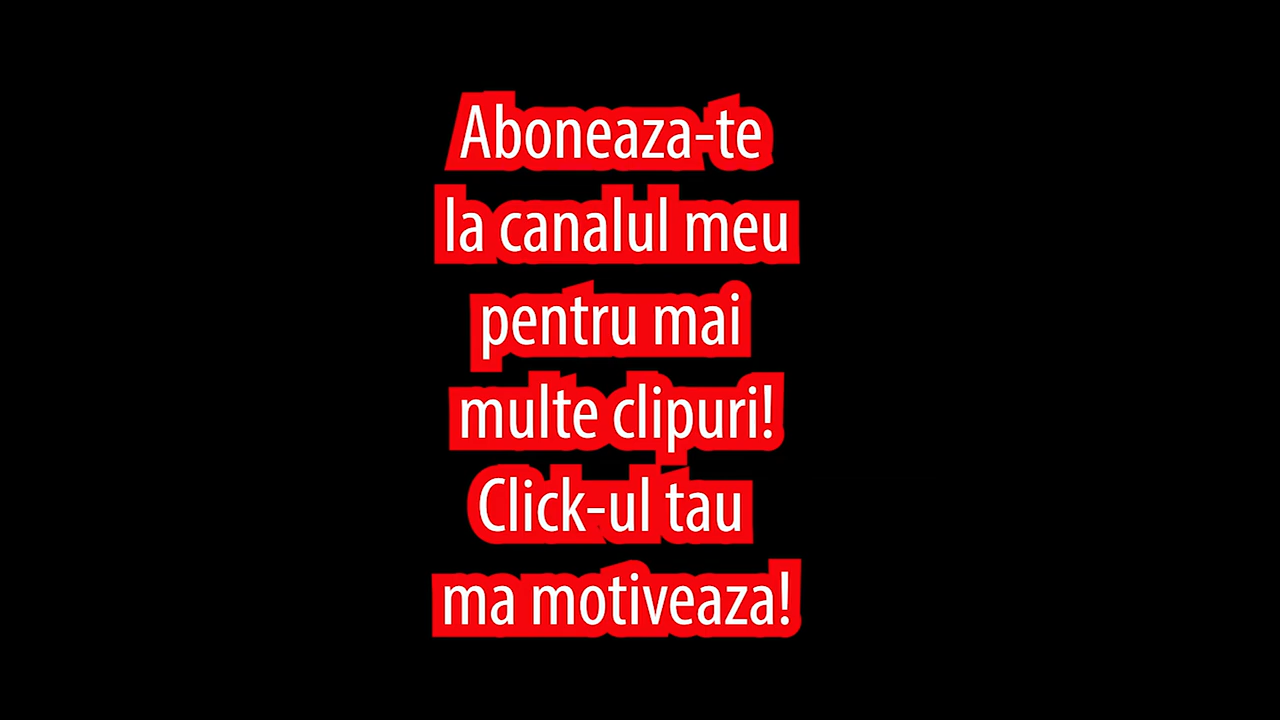 Aboneaza-te
la canalul meu
pentru mai
multe clipuri!
Click-ul tau
ma motiveaza!